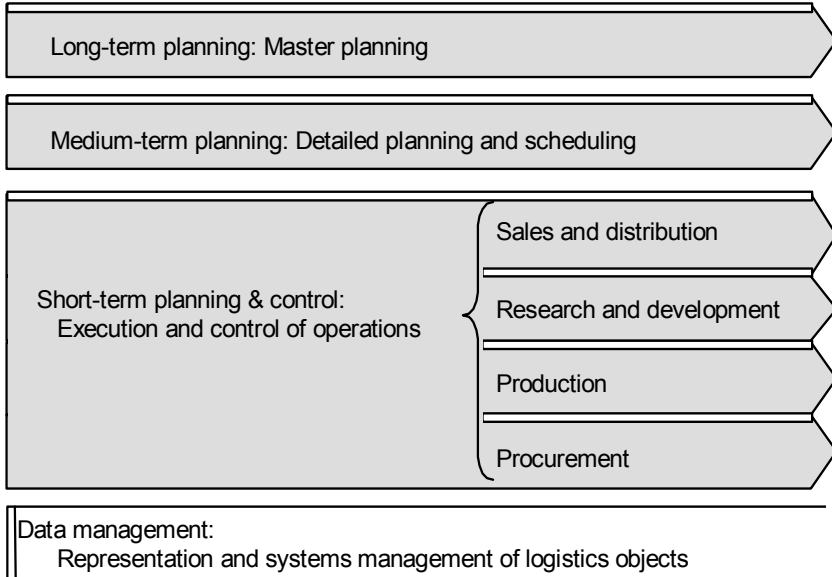 Long-term planning: Master planning
Medium-term planning: Detailed planning and scheduling
Short-term planning & control:
Execution and control of operations
Sales and distribution
Research and development
Production
Procurement
Data management:
Representation and systems management of logistics objects